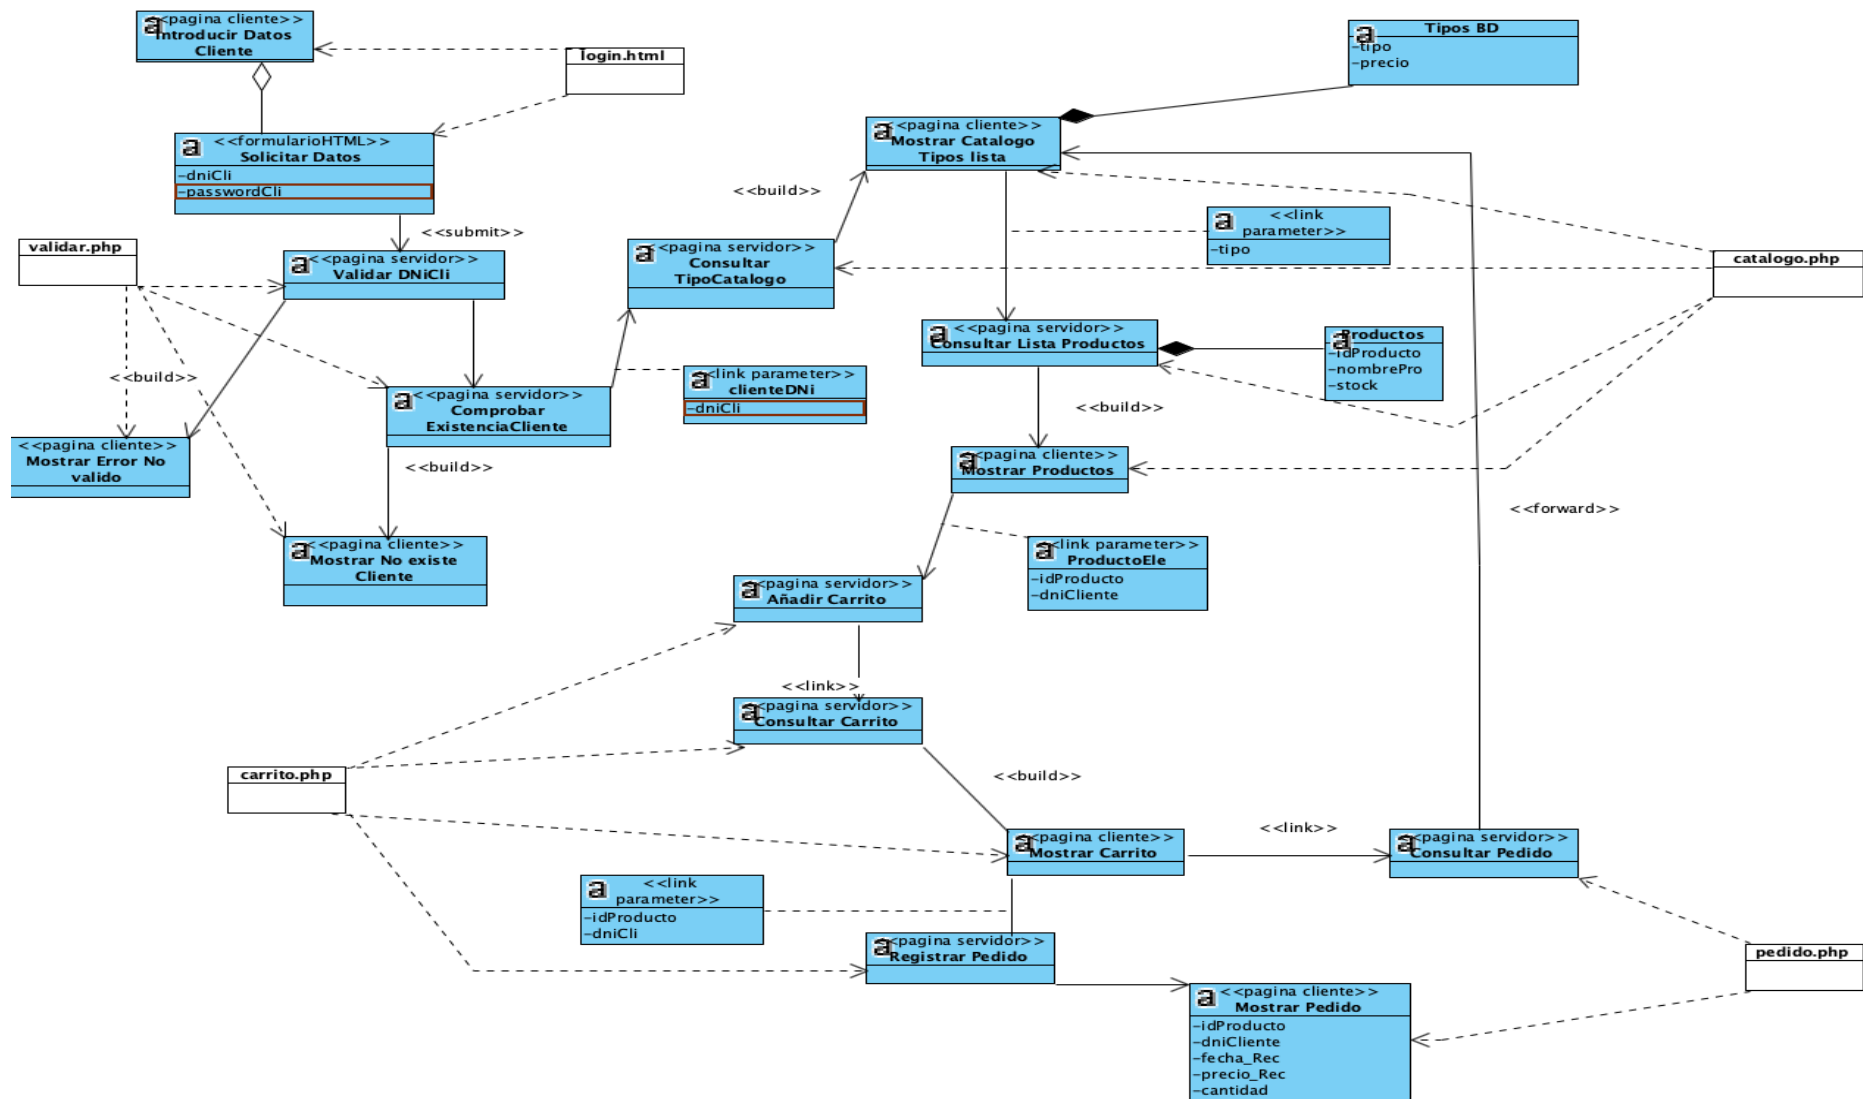 <<pagina cliente>>
Introducir Datos
Cliente
login.html
Tipos BD
-tipo
-precio
<<formularioHTML>>
Solicitar Datos
-dniCli
-passwordCli
<<pagina cliente>>
Mostrar Catalogo
Tipos lista
<<build>>
<<link
parameter>>
-tipo
<<submit>>
validar.php
<<pagina servidor>>
Validar DNiCli
<<pagina servidor>>
Consultar
TipoCatalogo
catalogo.php
<<pagina servidor>>
Consultar Lista Productos
Productos
-idProducto
-nombrePro
-stock
<<build>>
<<link parameter>>
clienteDNi
-dniCli
<<pagina servidor>>
Comprobar
ExistenciaCliente
<<build>>
<<pagina cliente>>
Mostrar Error No
valido
<<build>>
<<pagina cliente>>
Mostrar Productos
<<forward>>
<<pagina cliente>>
Mostrar No existe
Cliente
<<link parameter>>
ProductoEle
-idProducto
-dniCliente
<<pagina servidor>>
Añadir Carrito
<<link>>
<<pagina servidor>>
Consultar Carrito
carrito.php
<<build>>
<<pagina cliente>>
Mostrar Carrito
<<link>>
<<pagina servidor>>
Consultar Pedido
<<link
parameter>>
-idProducto
-dniCli
<<pagina servidor>>
Registrar Pedido
pedido.php
<<pagina cliente>>
Mostrar Pedido
-idProducto
-dniCliente
-fecha_Rec
-precio_Rec
-cantidad